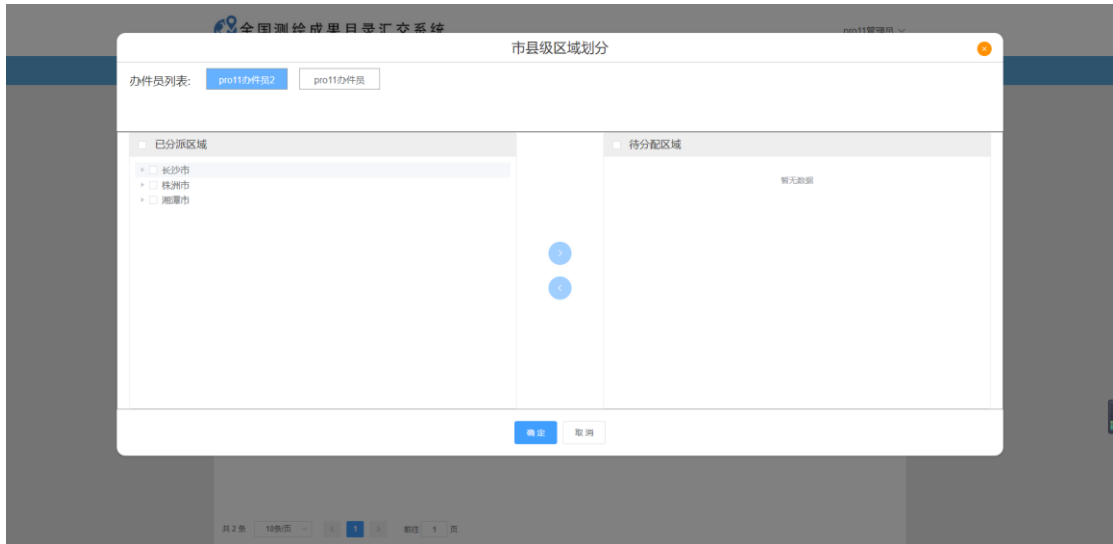 全国测绘成果目录汇交系统
pro11管理员
市县级区域划分
办件员列表: pro11办件员2 pro11办件员
已分派区域
长沙市
株洲市
湘潭市
待分配区域
暂无数据
确定 取消
共 2 条 10条/页 1 前往 1 页